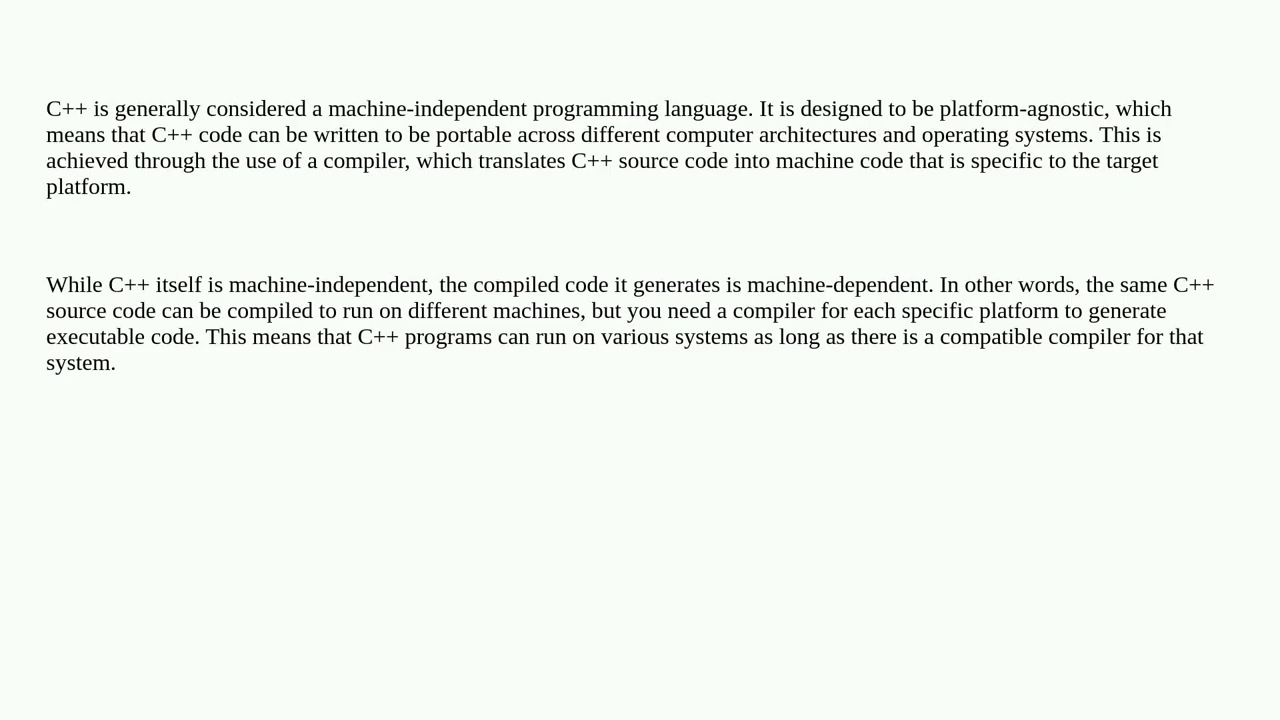 C++ is generally considered a machine-independent programming language. It is designed to be platform-agnostic, which
means that C++ code can be written to be portable across different computer architectures and operating systems. This is
achieved through the use of a compiler, which translates C++ source code into machine code that is specific to the target
platform.
While C++ itself is machine-independent, the compiled code it generates is machine-dependent. In other words, the same C++
source code can be compiled to run on different machines, but you need a compiler for each specific platform to generate
executable code. This means that C++ programs can run on various systems as long as there is a compatible compiler for that
system.